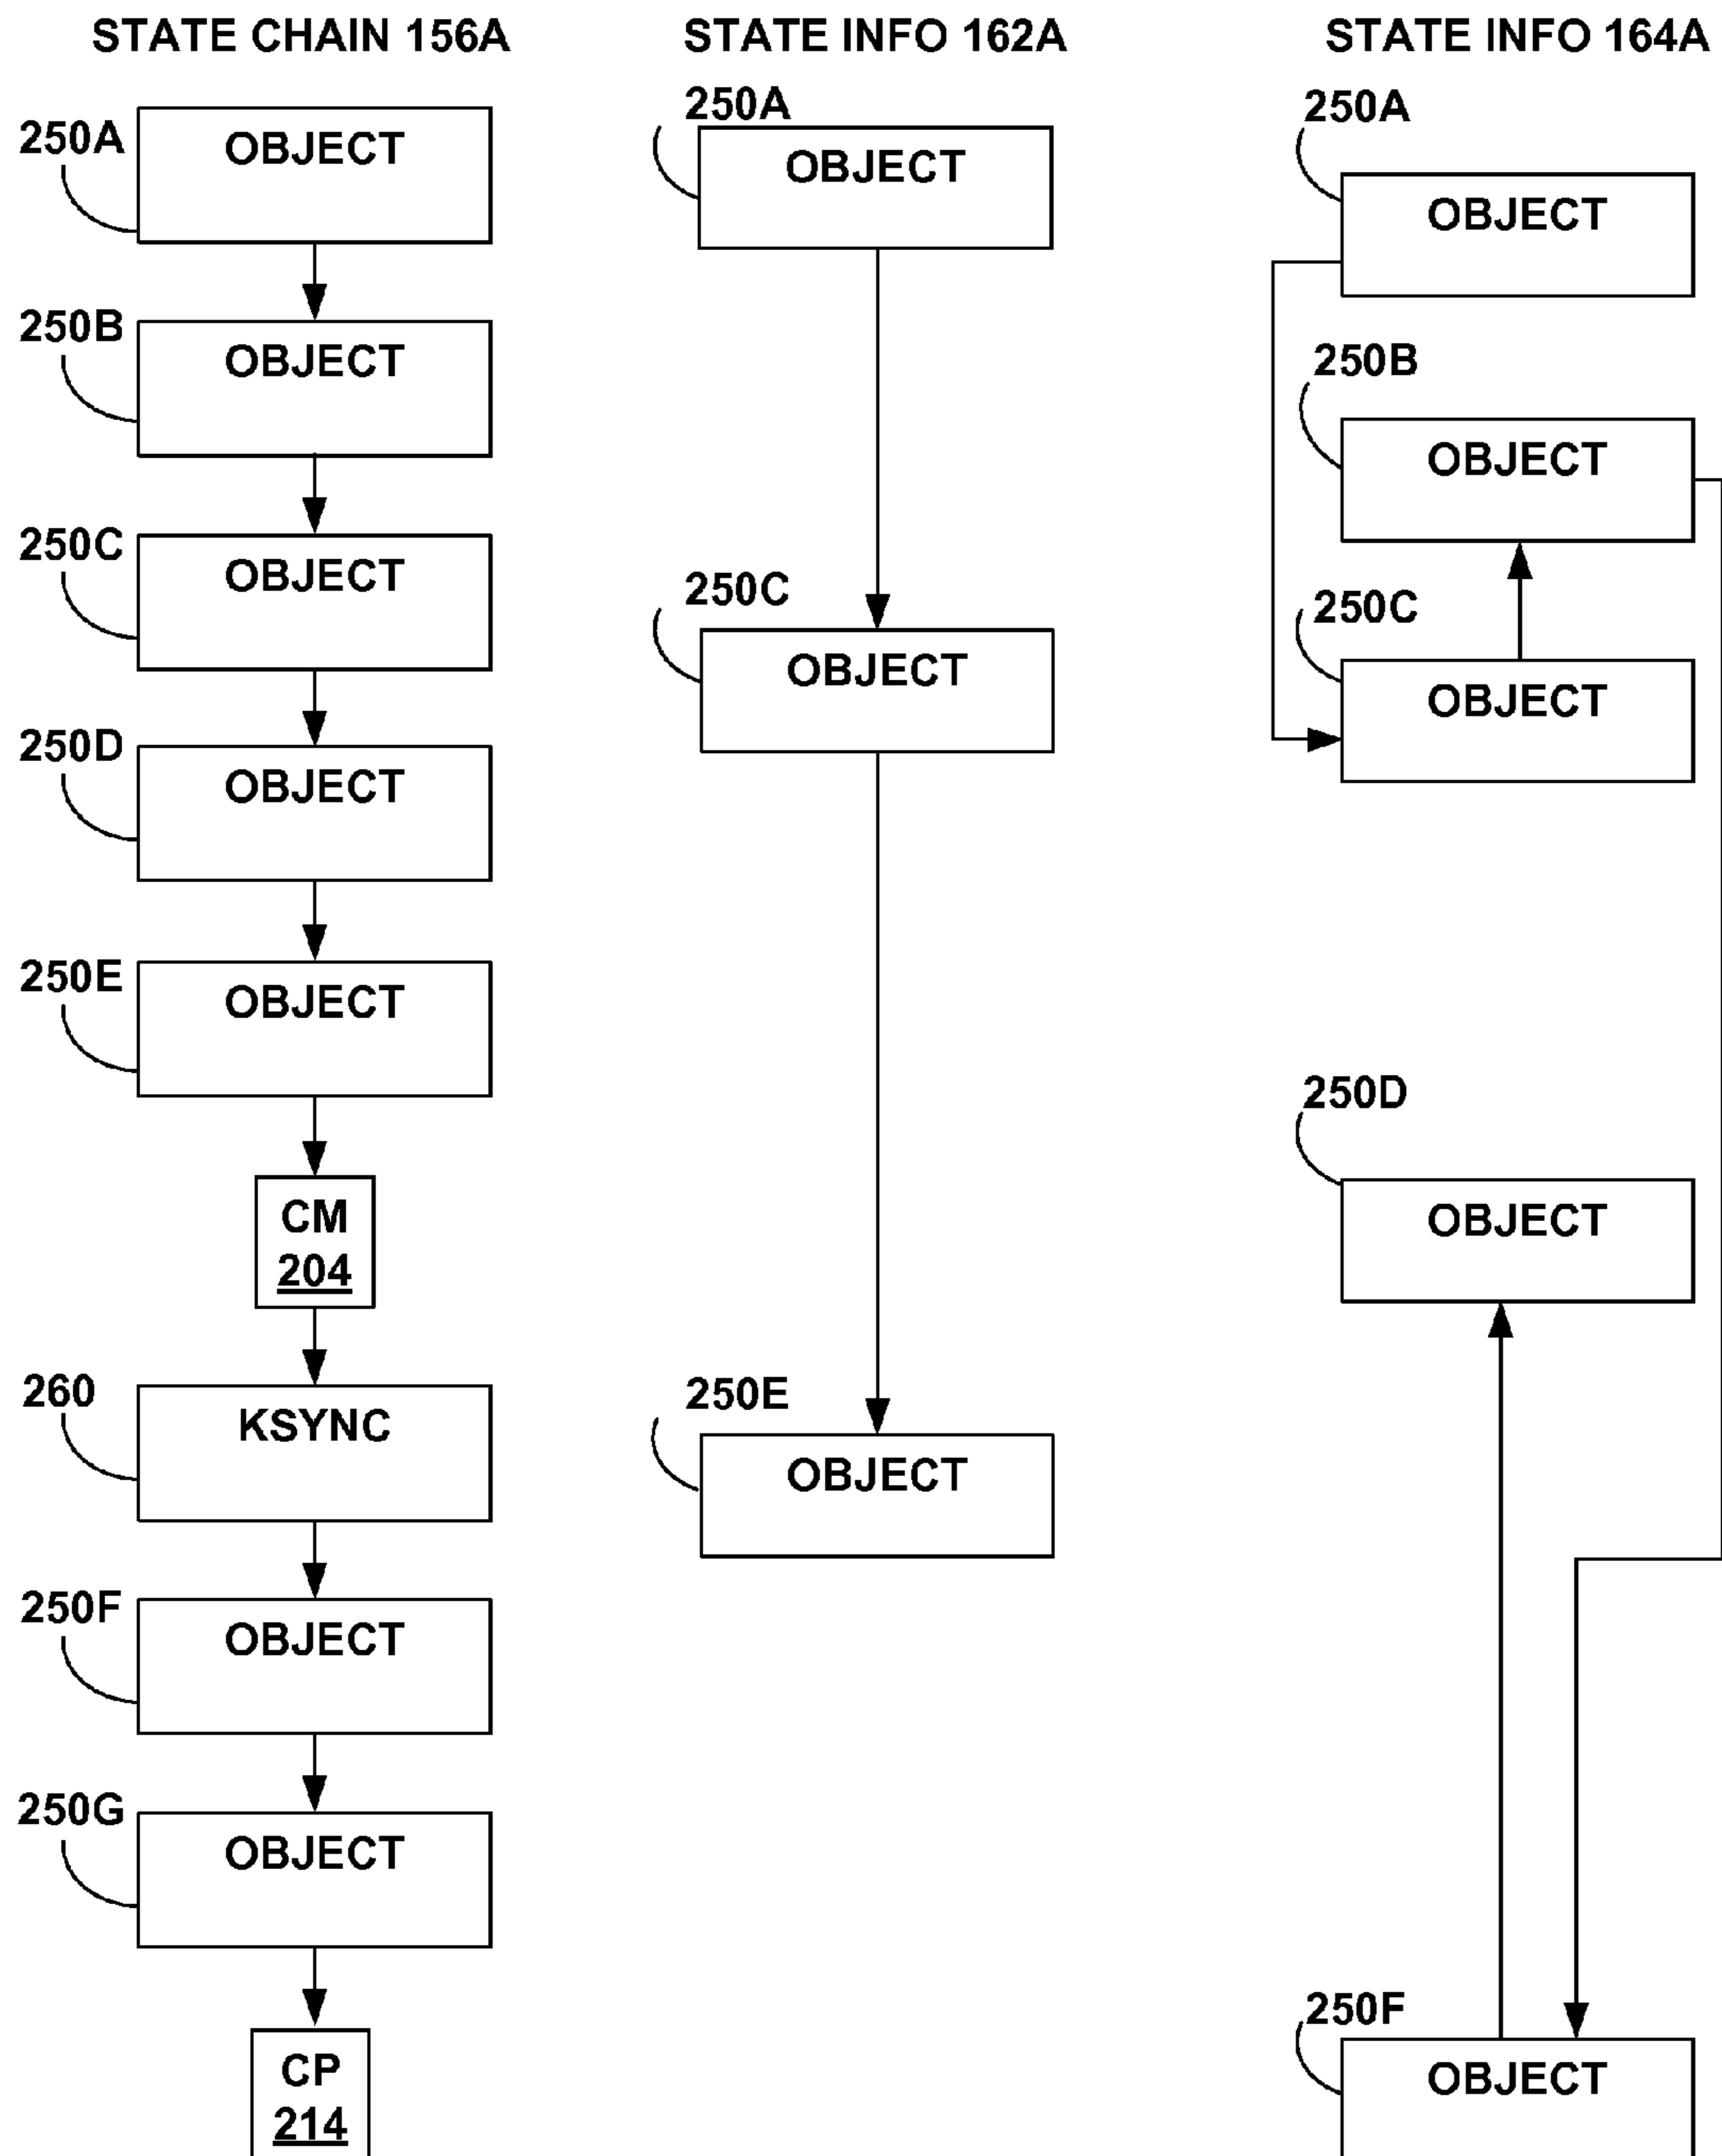 STATE CHAIN 156A
250A
OBJECT
250B
OBJECT
250C
OBJECT
250D
OBJECT
250E
OBJECT
CM
204
260
KSYNC
250F
OBJECT
250G
OBJECT
CP
214
STATE INFO 162A
250A
OBJECT
250C
OBJECT
250E
OBJECT
STATE INFO 164A
250A
OBJECT
250B
OBJECT
250C
OBJECT
250D
OBJECT
250F
OBJECT